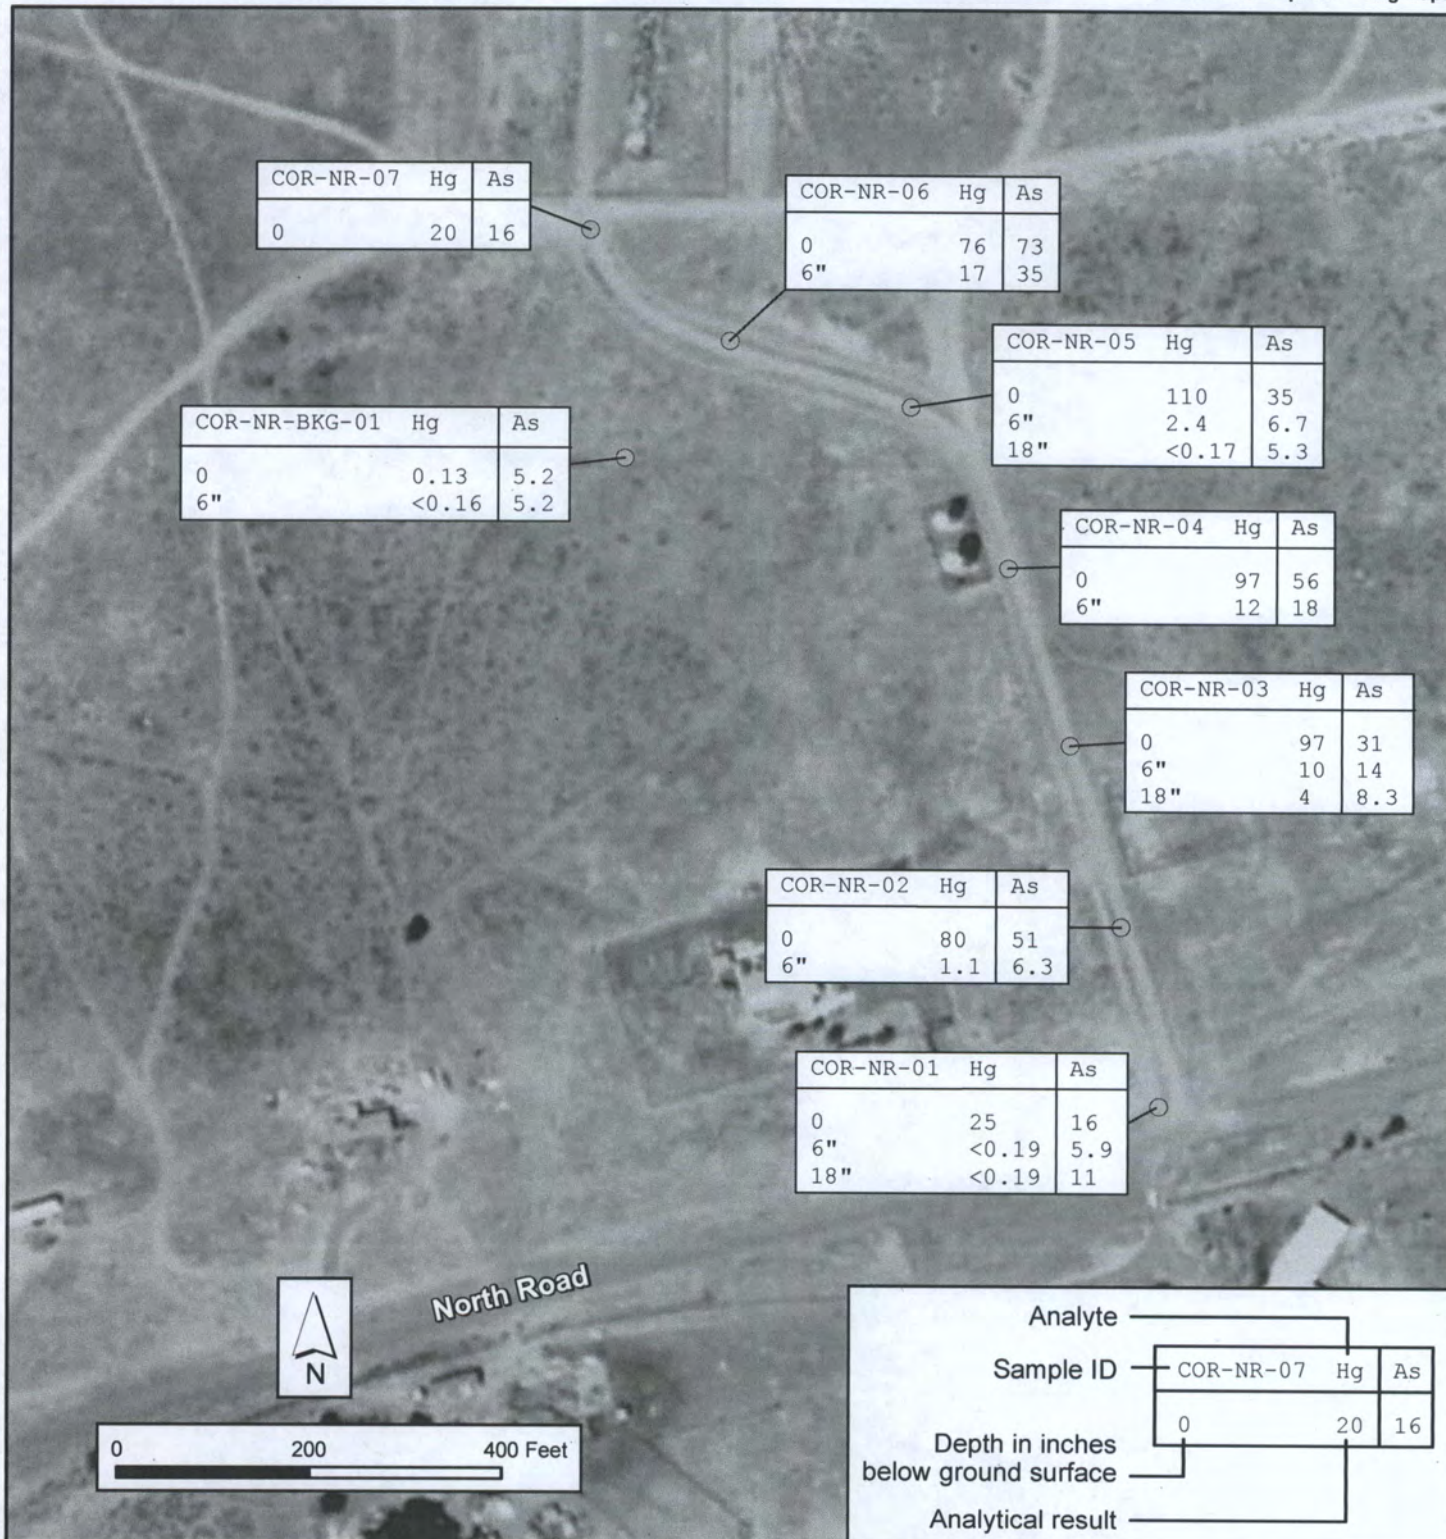 COR-NR-07 Hg As
0 20 16
COR-NR-06 Hg As
0 76 73
6" 17 35
COR-NR-05 Hg As
0 110 35
6" 2.4 6.7
18" <0.17 5.3
COR-NR-BKG-01 Hg As
0 0.13 5.2
6" <0.16 5.2
COR-NR-04 Hg As
0 97 56
6" 12 18
COR-NR-03 Hg As
0 97 31
6" 10 14
18" 4 8.3
COR-NR-02 Hg As
0 80 51
6" 1.1 6.3
COR-NR-01 Hg As
0 25 16
6" <0.19 5.9
18" <0.19 11
North Road
N
0 200 400 Feet
Analyte
Sample ID
COR-NR-07 Hg As
0 20 16
Depth in inches
below ground surface
Analytical result